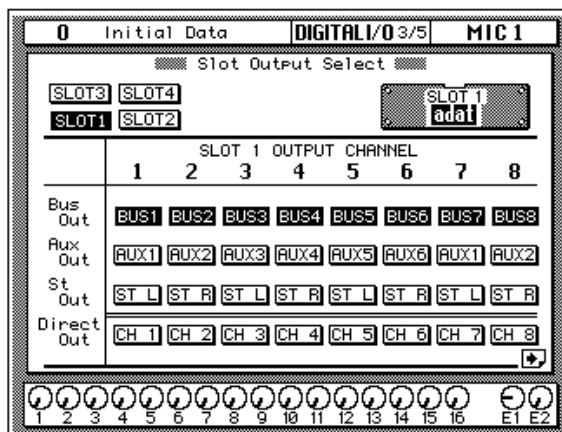 0 Initial Data DIGITAL I/O 3/5 MIC 1
Slot Output Select
SLOT3 SLOT4
SLOT1 SLOT2
SLOT 1
adat
SLOT 1 OUTPUT CHANNEL
1 2 3 4 5 6 7 8
Bus Out BUS1 BUS2 BUS3 BUS4 BUS5 BUS6 BUS7 BUS8
Aux Out AUX1 AUX2 AUX3 AUX4 AUX5 AUX6 AUX1 AUX2
St Out ST L ST R ST L ST R ST L ST R ST L ST R
Direct Out CH 1 CH 2 CH 3 CH 4 CH 5 CH 6 CH 7 CH 8
1 2 3 4 5 6 7 8 9 10 11 12 13 14 15 16 E1 E2